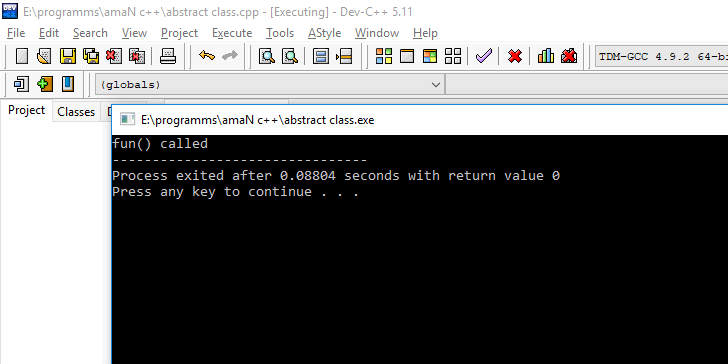 E:\programms\amaN c++\abstract class.cpp - [Executing] - Dev-C++ 5.11
File Edit Search View Project Execute Tools AStyle Window Help
TDM-GCC 4.9.2 64-bi
(globals)
Project Classes
E:\programms\amaN c++\abstract class.exe
fun() called
--------------------------------
Process exited after 0.08804 seconds with return value 0
Press any key to continue . . .